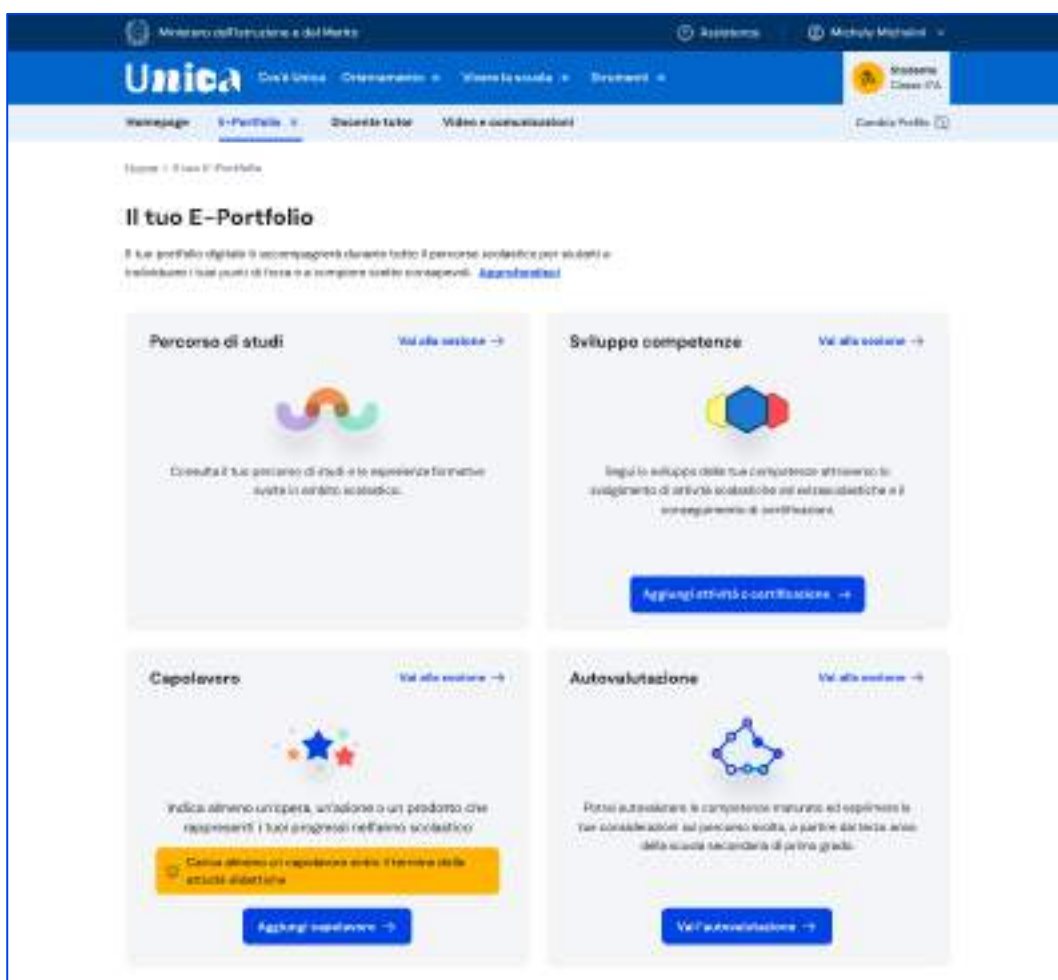 Ministero dell'Istruzione e del Merito
Assistenza
Unica
Cos'è Unica
Orientamento
Vivere la scuola
Strumenti
Studente
Homepage
E-Portfolio
Docente tutor
Video e comunicazioni
Cambia Profilo
Home / Il tuo E-Portfolio
Il tuo E-Portfolio
Il tuo portfolio digitale ti accompagnerà durante tutto il percorso scolastico per aiutarti a
individuare i tuoi punti di forza e a compiere scelte consapevoli. Approfondisci
Percorso di studi
Vai alla sezione →
Consulta il tuo percorso di studi e le esperienze formative
svolte in ambito scolastico.
Sviluppo competenze
Vai alla sezione →
Segui lo sviluppo delle tue competenze attraverso lo
svolgimento di attività scolastiche ed extrascolastiche e il
conseguimento di certificazioni.
Aggiungi attività o certificazione →
Capolavoro
Vai alla sezione →
Indica almeno un'opera, un'azione o un prodotto che
rappresenti i tuoi progressi nell'anno scolastico
Carica almeno un capolavoro entro il termine delle
attività didattiche
Aggiungi capolavoro →
Autovalutazione
Vai alla sezione →
Potrai autovalutare le competenze maturate ed esprimere le
tue considerazioni sul percorso svolto, a partire dal terzo anno
della scuola secondaria di primo grado.
Vai all'autovalutazione →